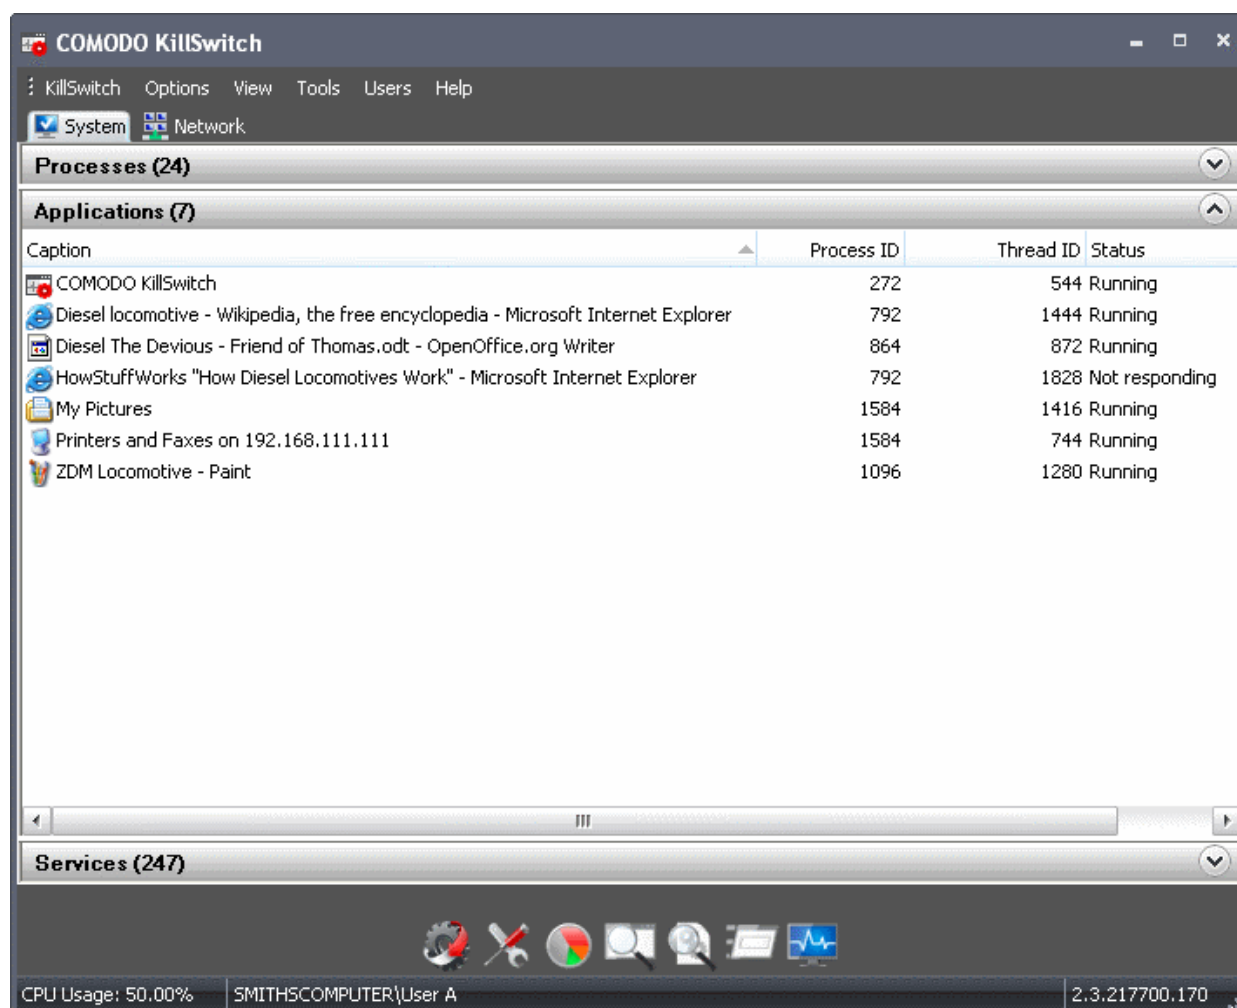 COMODO KillSwitch
KillSwitch Options View Tools Users Help
System Network
Processes (24)
Applications (7)
Caption Process ID Thread ID Status
COMODO KillSwitch 272 544 Running
Diesel locomotive - Wikipedia, the free encyclopedia - Microsoft Internet Explorer 792 1444 Running
Diesel The Devious - Friend of Thomas.odt - OpenOffice.org Writer 864 872 Running
HowStuffWorks "How Diesel Locomotives Work" - Microsoft Internet Explorer 792 1828 Not responding
My Pictures 1584 1416 Running
Printers and Faxes on 192.168.111.111 1584 744 Running
ZDM Locomotive - Paint 1096 1280 Running
Services (247)
CPU Usage: 50.00% SMITHSCOMPUTER\User A 2.3.217700.170